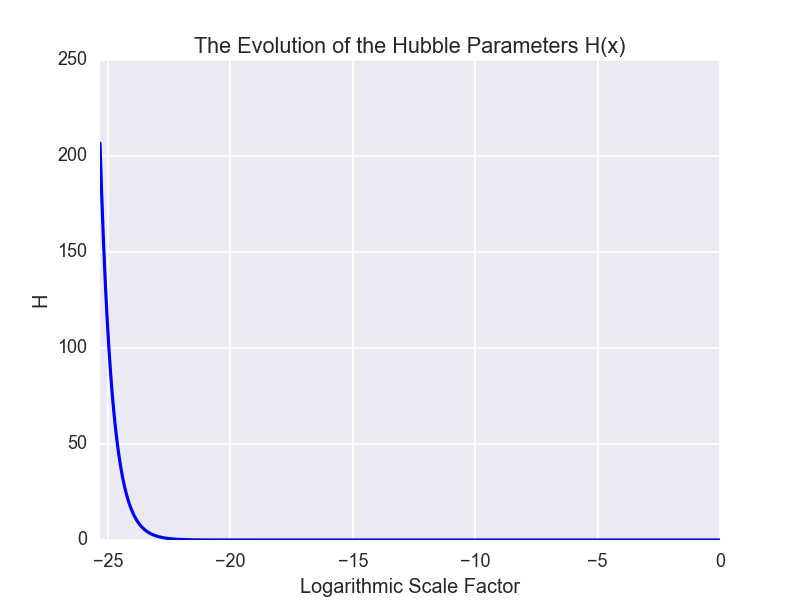 The Evolution of the Hubble Parameters H(x)
250
200
150
100
50
0
H
−25 −20 −15 −10 −5 0
Logarithmic Scale Factor